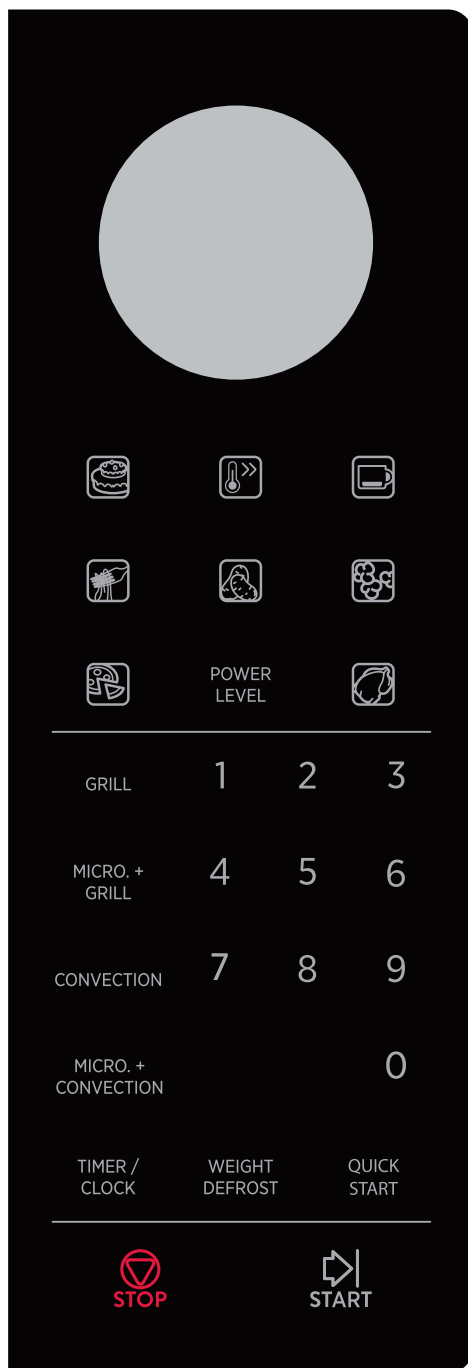 POWER
LEVEL
GRILL
1 2 3
MICRO. +
GRILL
4 5 6
CONVECTION
7 8 9
MICRO. +
CONVECTION
0
TIMER /
CLOCK
WEIGHT
DEFROST
QUICK
START
STOP
START